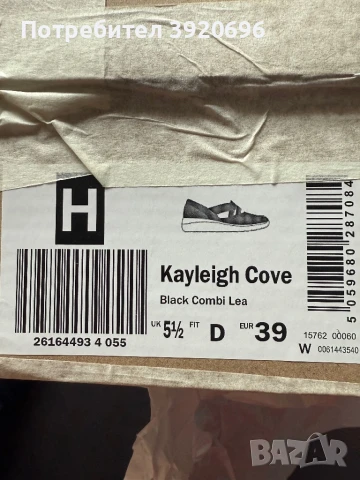 Потребител 3920696
H
Kayleigh Cove
Black Combi Lea
UK 5½ FIT D EUR 39
26164493 4 055
15762 00060
W 0061443540
5 059680 287084
BAZAR